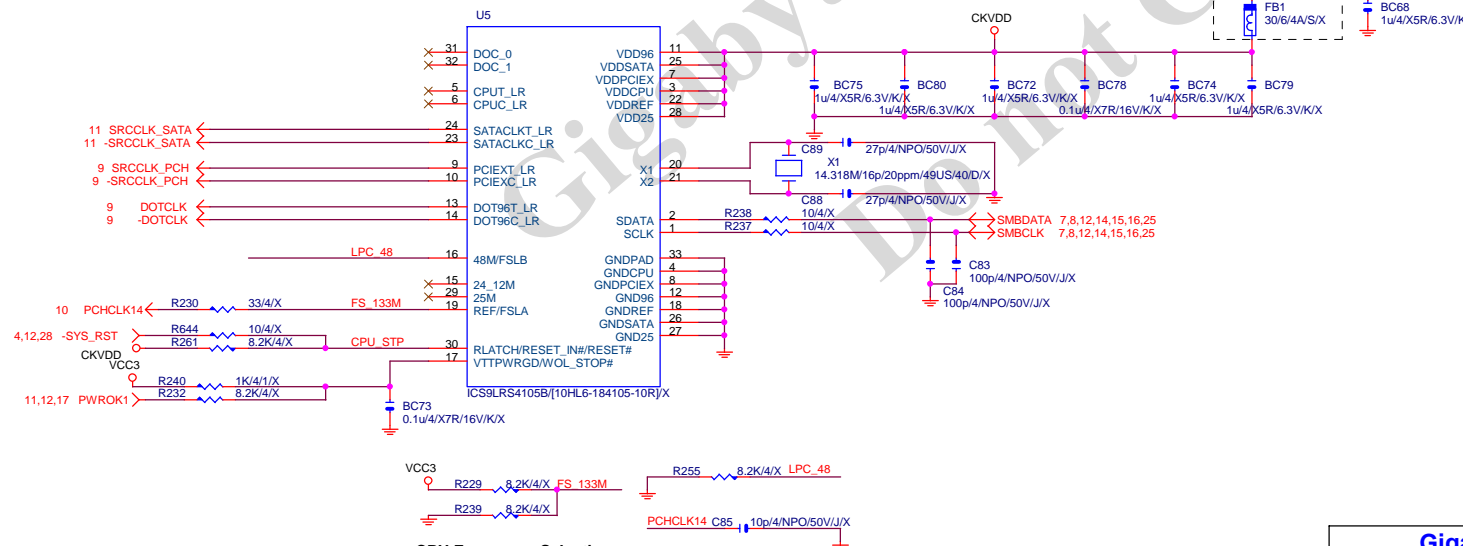 U5
CKVDD
FB1
30/6/4A/S/X
BC68
1u/4/X5R/6.3V/K
31 DOC_0
32 DOC_1
5 CPUT_LR
6 CPUC_LR
11 SRCCLK_SATA 24 SATACLKT_LR
11 -SRCCLK_SATA 23 SATACLKC_LR
9 SRCCLK_PCH 9 PCIEXT_LR
9 -SRCCLK_PCH 10 PCIEXC_LR
9 DOTCLK 13 DOT96T_LR
9 -DOTCLK 14 DOT96C_LR
LPC_48 16 48M/FSLB
15 24_12M
29 25M
10 PCHCLK14 R230 33/4/X FS_133M 19 REF/FSLA
4,12,28 -SYS_RST R644 10/4/X
CKVDD R261 8.2K/4/X CPU_STP 30 RLATCH/RESET_IN#/RESET#
17 VTTPWRGD/WOL_STOP#
VCC3
R240 1K/4/1/X
11,12,17 PWROK1 R232 8.2K/4/X
BC73
0.1u/4/X7R/16V/K/X
ICS9LRS4105B/[10HL6-184105-10R]/X
VDD96 11
VDDSATA 25
VDDPCIEX 7
VDDCPU 3
VDDREF 22
VDD25 28
BC75
1u/4/X5R/6.3V/K/X
BC80
1u/4/X5R/6.3V/K/X
BC72
1u/4/X5R/6.3V/K/X
BC78
0.1u/4/X7R/16V/K/X
BC74
1u/4/X5R/6.3V/K/X
BC79
1u/4/X5R/6.3V/K/X
X1 20
X2 21
C89 27p/4/NPO/50V/J/X
X1
14.318M/16p/20ppm/49US/40/D/X
C88 27p/4/NPO/50V/J/X
SDATA 2 R238 10/4/X SMBDATA 7,8,12,14,15,16,25
SCLK 1 R237 10/4/X SMBCLK 7,8,12,14,15,16,25
C83
100p/4/NPO/50V/J/X
C84
100p/4/NPO/50V/J/X
GNDPAD 33
GNDCPU 4
GNDPCIEX 8
GND96 12
GNDREF 18
GNDSATA 26
GND25 27
VCC3
R229 8.2K/4/X FS_133M
R239 8.2K/4/X
R255 8.2K/4/X LPC_48
PCHCLK14 C85 10p/4/NPO/50V/J/X
Gigaby
Do not C
Giga